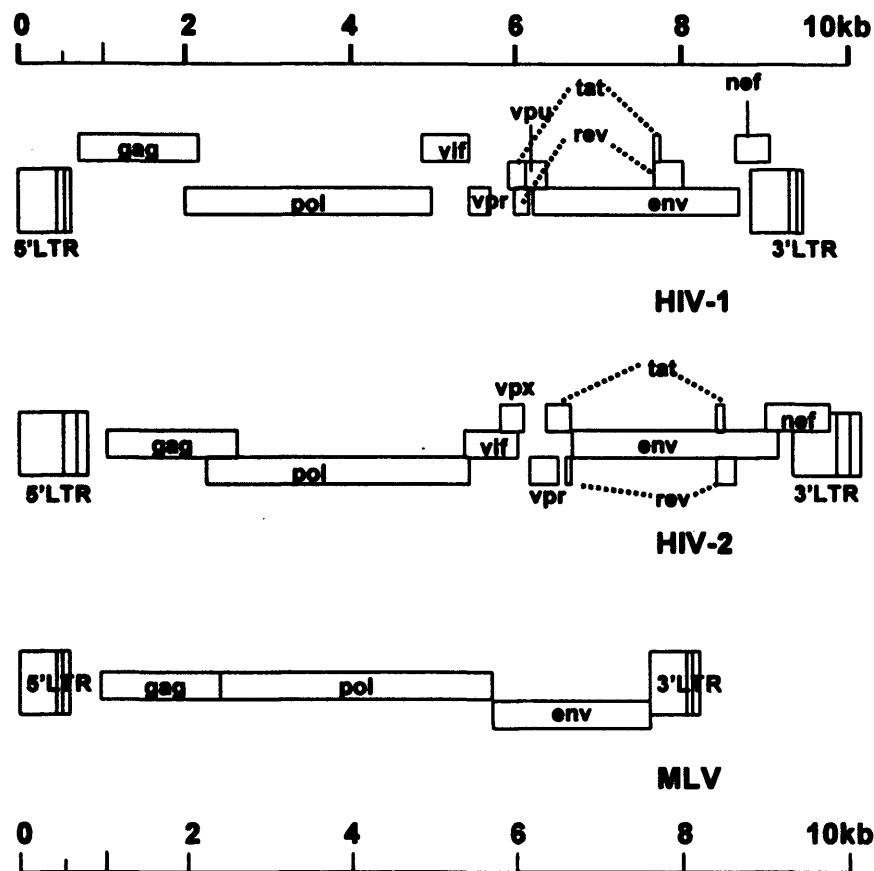 0 2 4 6 8 10kb
nef
tat
vpu
rev
gag vif
pol vpr env
5'LTR 3'LTR
HIV-1
tat
vpx
nef
gag vif env
pol
5'LTR vpr rev 3'LTR
HIV-2
5'LTR gag pol 3'LTR
env
MLV
0 2 4 6 8 10kb